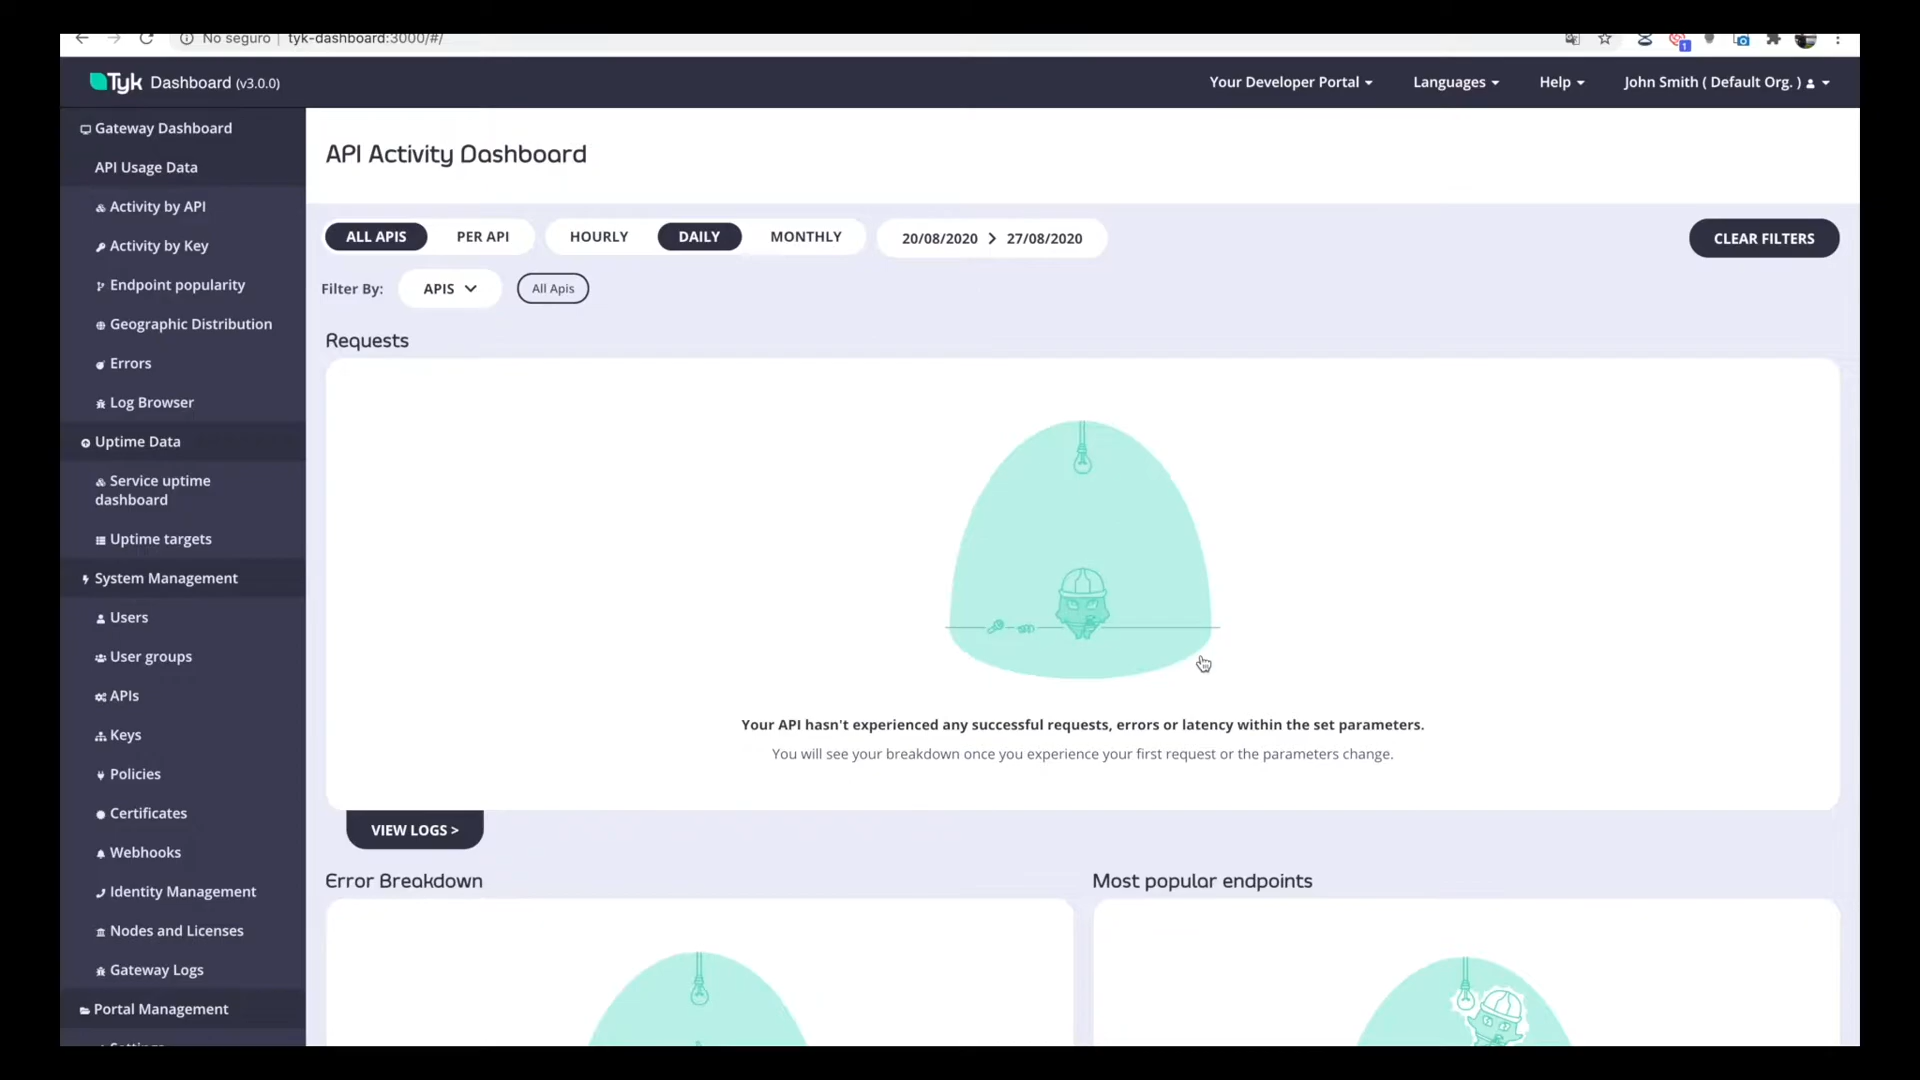 No seguro | tyk-dashboard:3000/#/
1
Tyk Dashboard (v3.0.0)
Your Developer Portal
Languages
Help
John Smith ( Default Org. )
Gateway Dashboard
API Usage Data
Activity by API
Activity by Key
Endpoint popularity
Geographic Distribution
Errors
Log Browser
Uptime Data
Service uptime
dashboard
Uptime targets
System Management
Users
User groups
APIs
Keys
Policies
Certificates
Webhooks
Identity Management
Nodes and Licenses
Gateway Logs
Portal Management
API Activity Dashboard
ALL APIS
PER API
HOURLY
DAILY
MONTHLY
20/08/2020 > 27/08/2020
CLEAR FILTERS
Filter By:
APIS
All Apis
Requests
Your API hasn't experienced any successful requests, errors or latency within the set parameters.
You will see your breakdown once you experience your first request or the parameters change.
VIEW LOGS >
Error Breakdown
Most popular endpoints